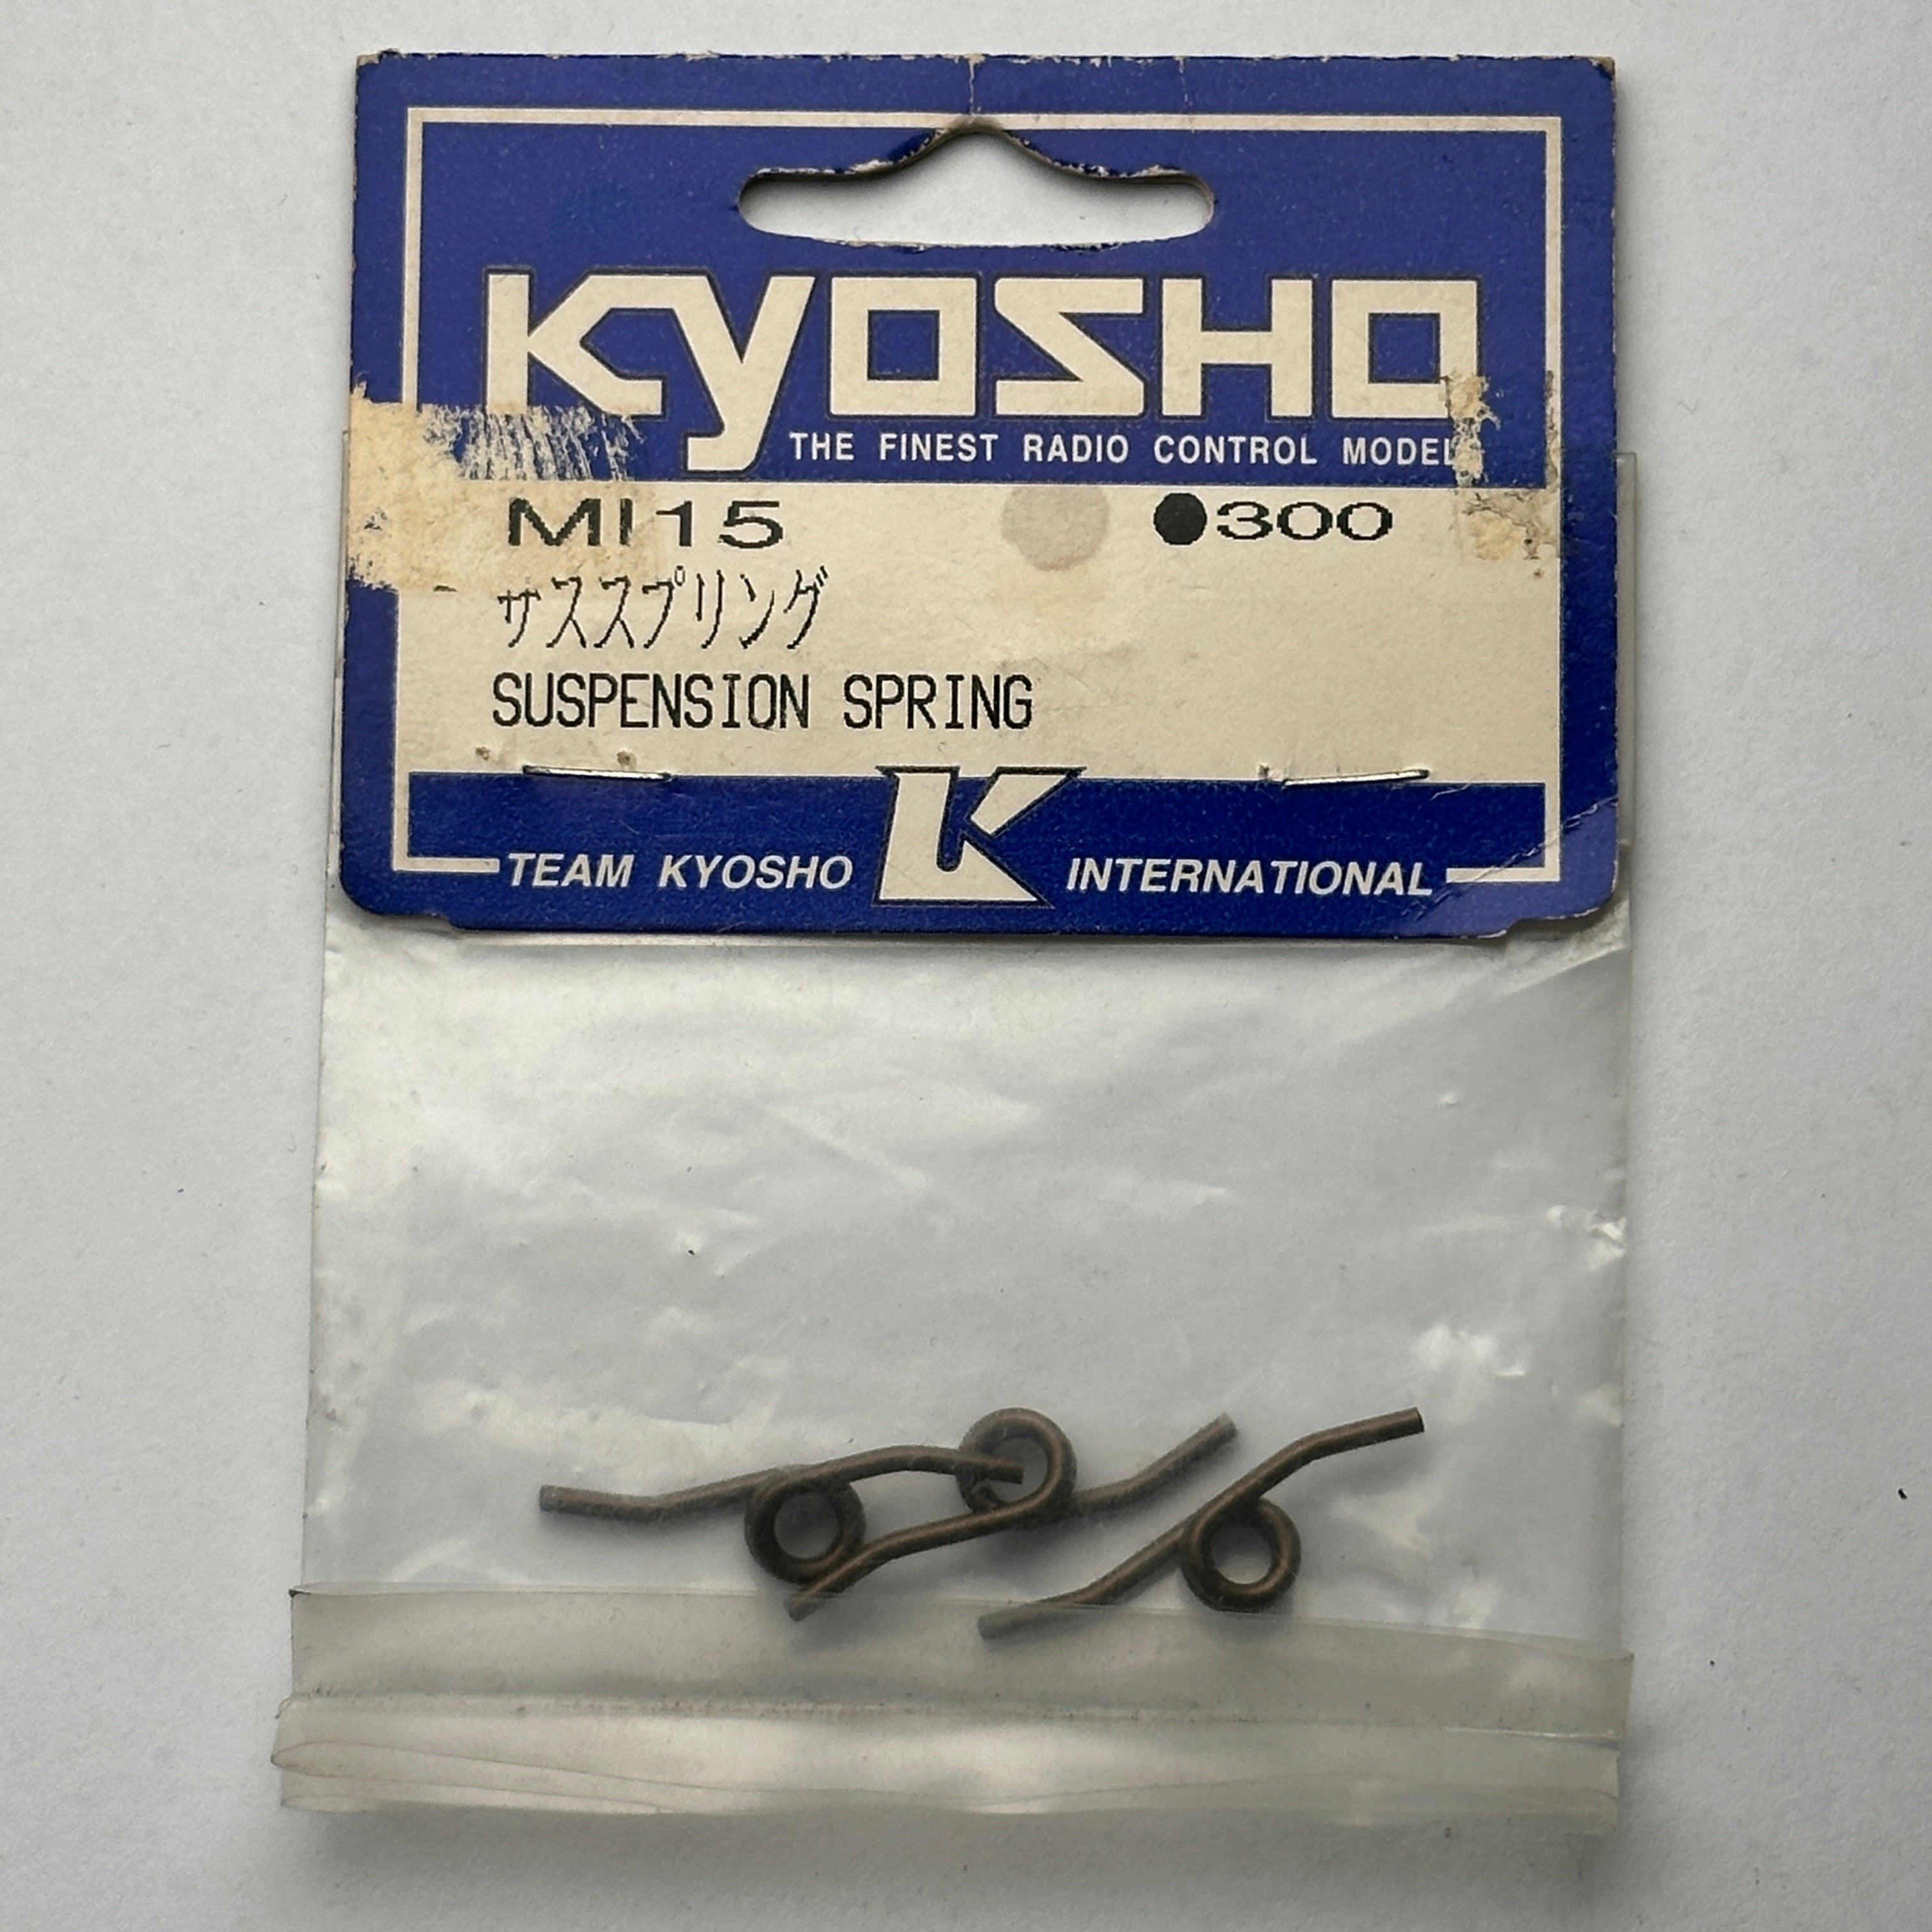 KYOSHO
THE FINEST RADIO CONTROL MODEL
MI15 ●300
サススプリング
SUSPENSION SPRING
TEAM KYOSHO K INTERNATIONAL